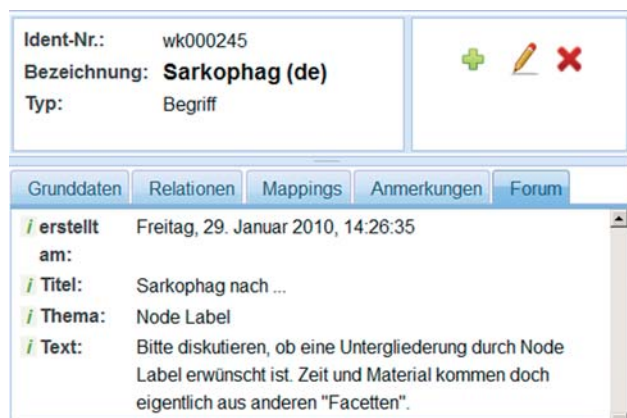 Ident-Nr.: wk000245
Bezeichnung: Sarkophag (de)
Typ: Begriff
Grunddaten Relationen Mappings Anmerkungen Forum
i erstellt am: Freitag, 29. Januar 2010, 14:26:35
i Titel: Sarkophag nach ...
i Thema: Node Label
i Text: Bitte diskutieren, ob eine Untergliederung durch Node
Label erwünscht ist. Zeit und Material kommen doch
eigentlich aus anderen "Facetten".